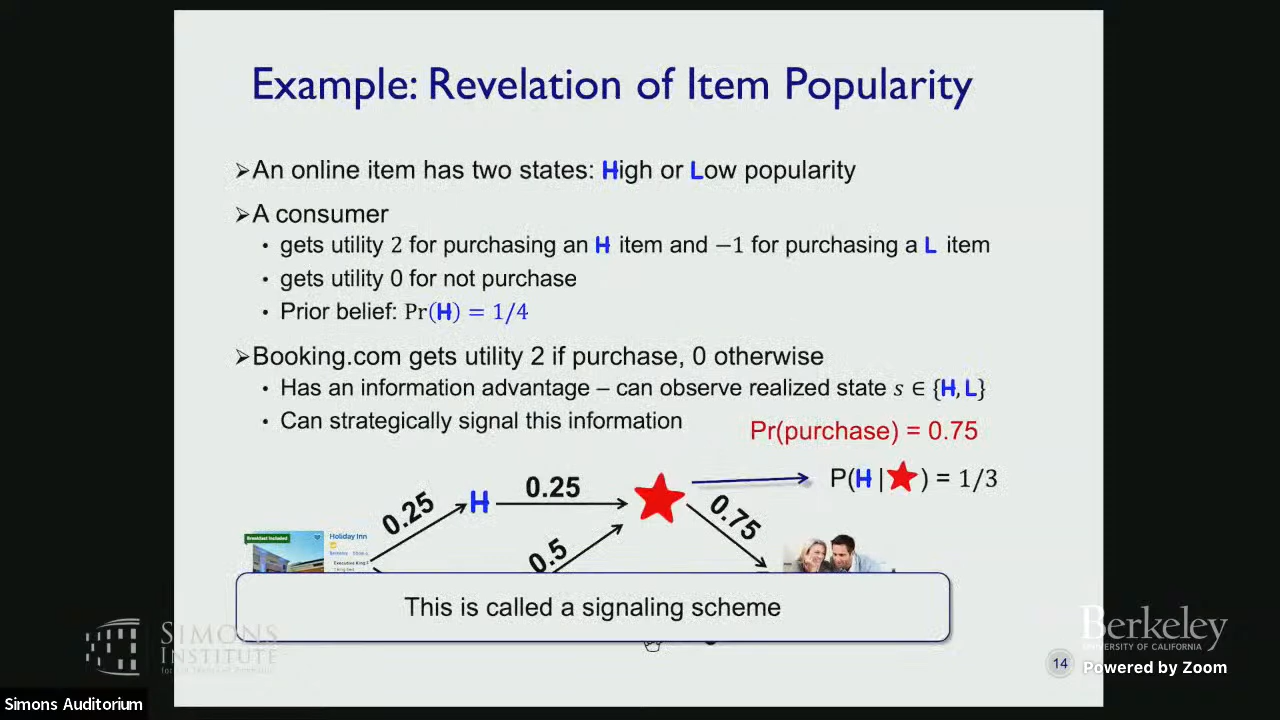 Example: Revelation of Item Popularity
➢An online item has two states: High or Low popularity
➢A consumer
• gets utility 2 for purchasing an H item and −1 for purchasing a L item
• gets utility 0 for not purchase
• Prior belief: Pr(H) = 1/4
➢Booking.com gets utility 2 if purchase, 0 otherwise
• Has an information advantage – can observe realized state s ∈ {H, L}
• Can strategically signal this information
Pr(purchase) = 0.75
P(H |★) = 1/3
0.25
H
0.25
0.5
0.75
Breakfast Included
Holiday Inn
This is called a signaling scheme
SIMONS
INSTITUTE
Berkeley
UNIVERSITY OF CALIFORNIA
14
Powered by Zoom
Simons Auditorium